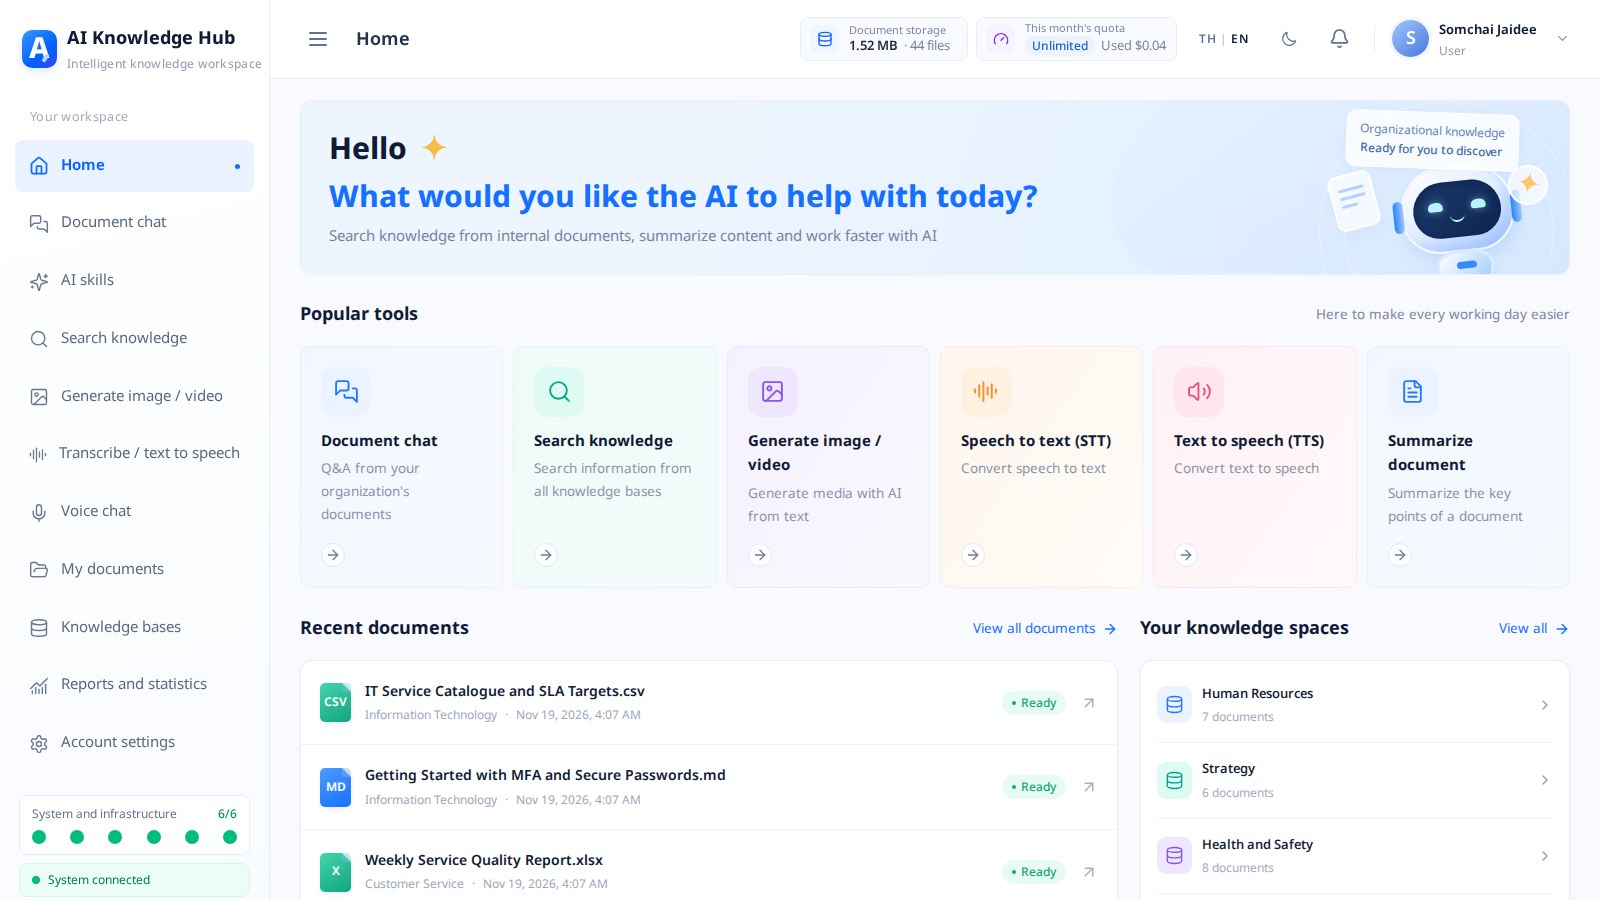 AI Knowledge Hub
Intelligent knowledge workspace
Your workspace
Home
Document chat
AI skills
Search knowledge
Generate image / video
Transcribe / text to speech
Voice chat
My documents
Knowledge bases
Reports and statistics
Account settings
System and infrastructure 6/6
System connected
Home
Document storage
1.52 MB · 44 files
This month's quota
Unlimited Used $0.04
TH | EN
S
Somchai Jaidee
User
Hello
What would you like the AI to help with today?
Search knowledge from internal documents, summarize content and work faster with AI
Organizational knowledge
Ready for you to discover
Popular tools
Here to make every working day easier
Document chat
Q&A from your
organization's
documents
Search knowledge
Search information from
all knowledge bases
Generate image /
video
Generate media with AI
from text
Speech to text (STT)
Convert speech to text
Text to speech (TTS)
Convert text to speech
Summarize
document
Summarize the key
points of a document
Recent documents
View all documents
CSV
IT Service Catalogue and SLA Targets.csv
Information Technology · Nov 19, 2026, 4:07 AM
Ready
MD
Getting Started with MFA and Secure Passwords.md
Information Technology · Nov 19, 2026, 4:07 AM
Ready
X
Weekly Service Quality Report.xlsx
Customer Service · Nov 19, 2026, 4:07 AM
Ready
Your knowledge spaces
View all
Human Resources
7 documents
Strategy
6 documents
Health and Safety
8 documents